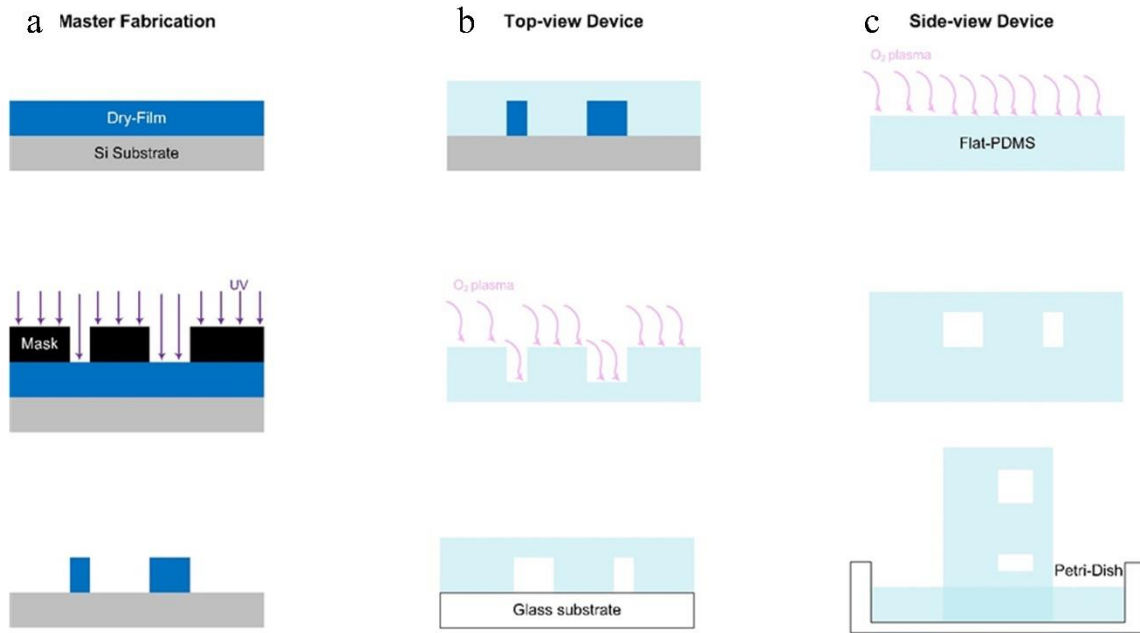 a Master Fabrication
Dry-Film
Si Substrate
UV
Mask
b Top-view Device
O₂ plasma
Glass substrate
c Side-view Device
O₂ plasma
Flat-PDMS
Petri-Dish